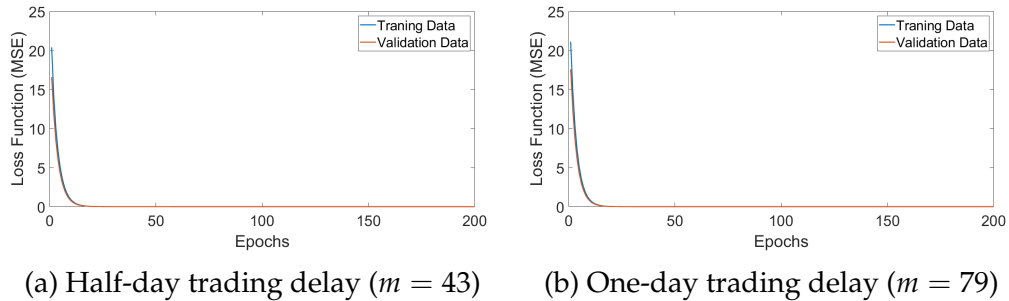 25
20
15
10
5
0
Loss Function (MSE)
Traning Data
Validation Data
0 50 100 150 200
Epochs
(a) Half-day trading delay (m = 43)
25
20
15
10
5
0
Loss Function (MSE)
Traning Data
Validation Data
0 50 100 150 200
Epochs
(b) One-day trading delay (m = 79)